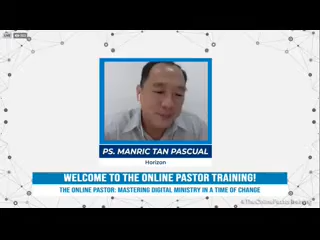 PS. MANRIC TAN PASCUAL
Horizon
WELCOME TO THE ONLINE PASTOR TRAINING!
THE ONLINE PASTOR: MASTERING DIGITAL MINISTRY IN A TIME OF CHANGE
#TheOnlinePastorTraining